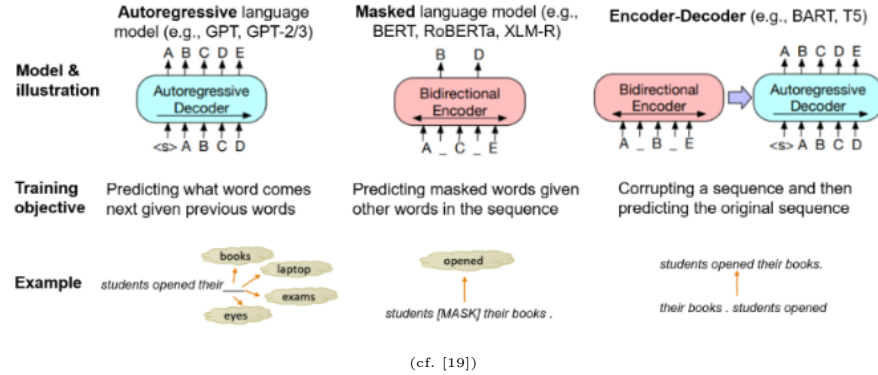 Autoregressive language
model (e.g., GPT, GPT-2/3)
Masked language model (e.g.,
BERT, RoBERTa, XLM-R)
Encoder-Decoder (e.g., BART, T5)
Model &
illustration
A B C D E
Autoregressive
Decoder
<s> A B C D
B D
Bidirectional
Encoder
A _ C _ E
Bidirectional
Encoder
A _ B _ E
A B C D E
Autoregressive
Decoder
<s> A B C D
Training
objective
Predicting what word comes
next given previous words
Predicting masked words given
other words in the sequence
Corrupting a sequence and then
predicting the original sequence
Example
books
laptop
students opened their ___
exams
eyes
opened
students [MASK] their books .
students opened their books.
their books . students opened
(cf. [19])